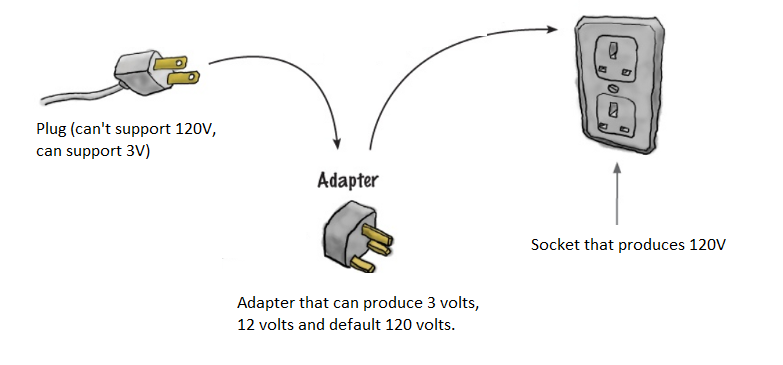 Plug (can't support 120V,
can support 3V)
Adapter
Adapter that can produce 3 volts,
12 volts and default 120 volts.
Socket that produces 120V